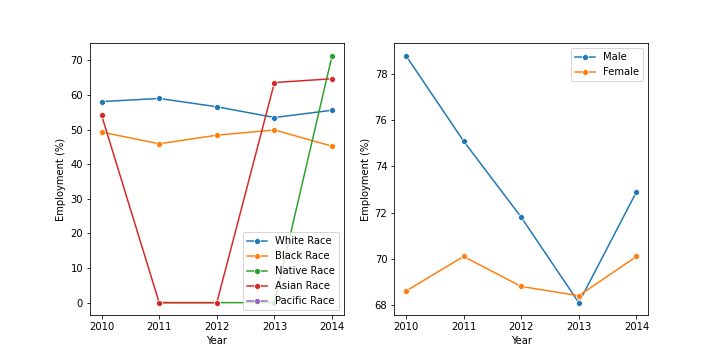 70
60
50
40
30
20
10
0
Employment (%)
2010 2011 2012 2013 2014
Year
White Race
Black Race
Native Race
Asian Race
Pacific Race
78
76
74
72
70
68
Employment (%)
2010 2011 2012 2013 2014
Year
Male
Female